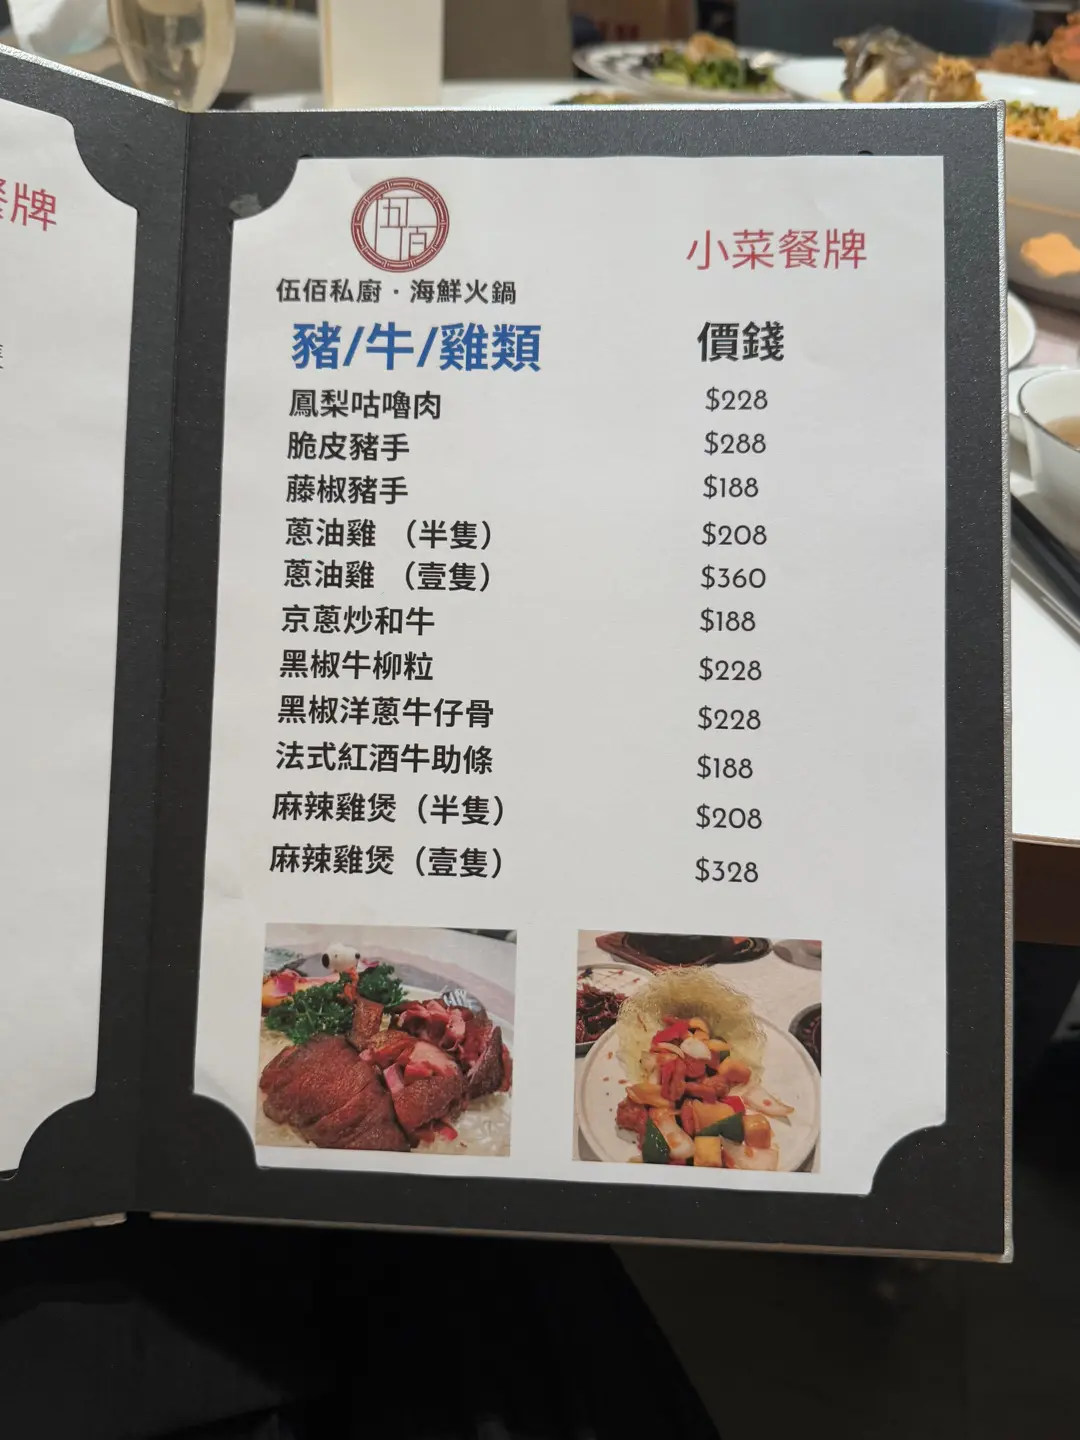 餐牌
伍佰
小菜餐牌
伍佰私廚·海鮮火鍋
豬/牛/雞類 價錢
鳳梨咕嚕肉 $228
脆皮豬手 $288
藤椒豬手 $188
蔥油雞 （半隻） $208
蔥油雞 （壹隻） $360
京蔥炒和牛 $188
黑椒牛柳粒 $228
黑椒洋蔥牛仔骨 $228
法式紅酒牛助條 $188
麻辣雞煲（半隻） $208
麻辣雞煲（壹隻） $328